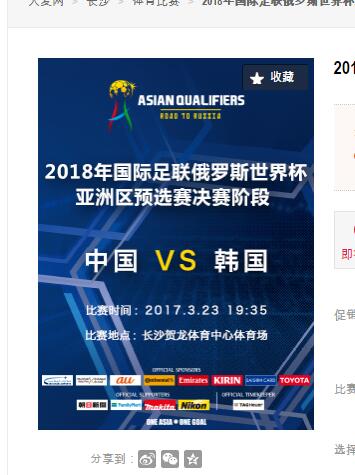 大麦网 > 长沙 > 体育比赛 > 2018年国际足联俄罗斯世界杯
收藏
201
ASIAN QUALIFIERS
ROAD TO RUSSIA
2018年国际足联俄罗斯世界杯
亚洲区预选赛决赛阶段
中国 VS 韩国
比赛时间：2017.3.23 19:35
比赛地点：长沙贺龙体育中心体育场
即
促销
比赛
选择
OFFICIAL SPONSORS
au
Continental
Emirates
KIRIN
SAISON CARD
TOYOTA
OFFICIAL SUPPORTERS
OFFICIAL TIMEKEEPER
朝日新聞
FamilyMart
makita
Nikon
TAGHeuer
ONE ASIA ONE GOAL
分享到：